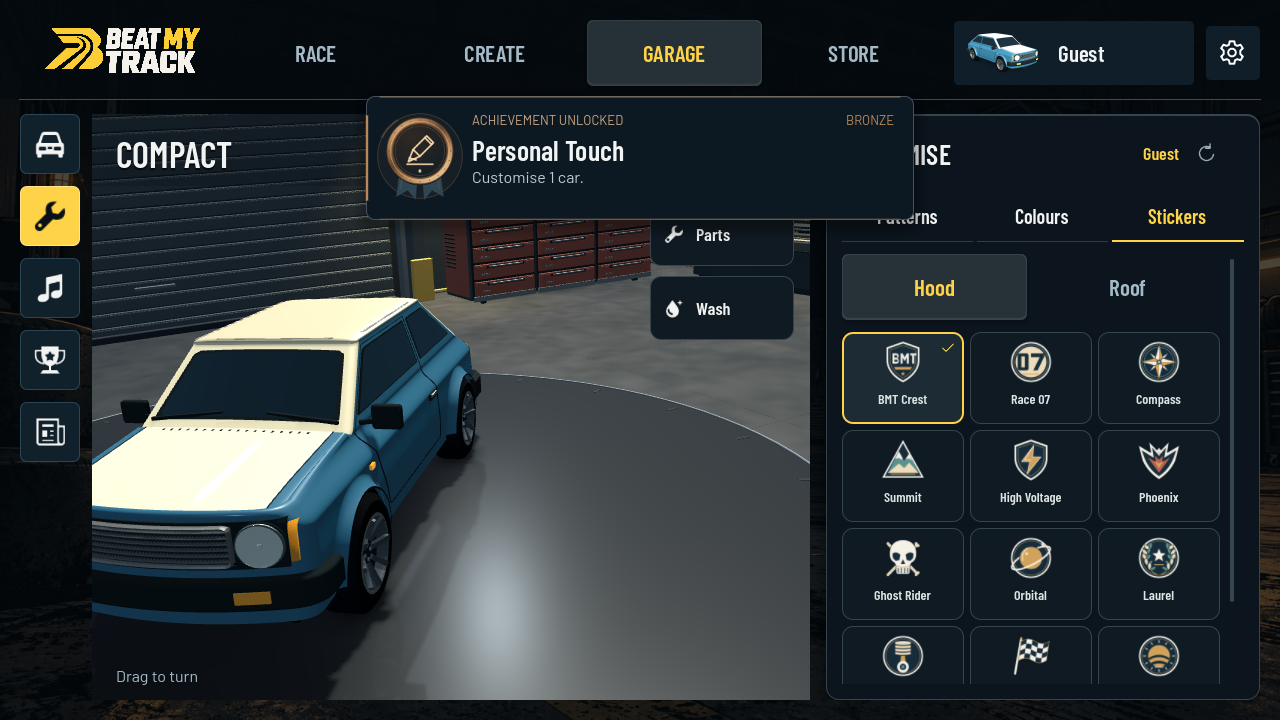 BEAT MY
TRACK
RACE
CREATE
GARAGE
STORE
Guest
ACHIEVEMENT UNLOCKED
BRONZE
Personal Touch
Customise 1 car.
COMPACT
MISE
Guest
Patterns
Colours
Stickers
Parts
Wash
Hood
Roof
BMT
BMT Crest
07
Race 07
Compass
Summit
High Voltage
Phoenix
Ghost Rider
Orbital
Laurel
Drag to turn